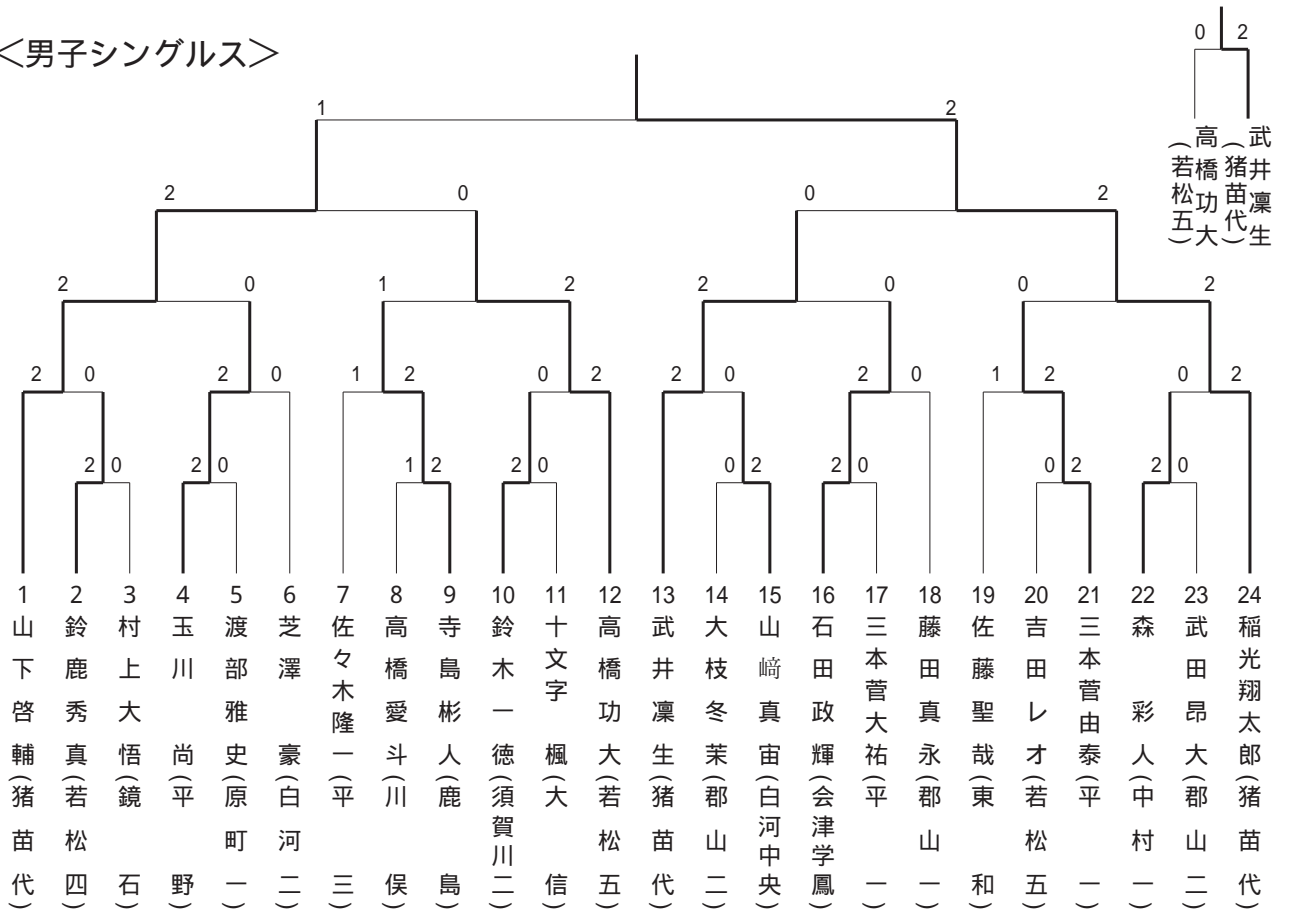 <男子シングルス>
0 2
高橋功大(若松五)
武井凜生(猪苗代)
1 2
2 0 0 2
2 0 1 2 2 0 0 2
2 0 2 0 1 2 0 2 2 0 2 0 1 2 0 2
2 0 2 0 1 2 2 0 0 2 2 0 0 2 2 0
1 山下啓輔(猪苗代)
2 鈴鹿秀真(若松四)
3 村上大悟(鏡石)
4 玉川尚(平野)
5 渡部雅史(原町一)
6 芝澤豪(白河二)
7 佐々木隆一(平三)
8 高橋愛斗(川俣)
9 寺島彬人(鹿島)
10 鈴木一徳(須賀川二)
11 十文字楓(大信)
12 高橋功大(若松五)
13 武井凜生(猪苗代)
14 大枝冬茉(郡山二)
15 山﨑真宙(白河中央)
16 石田政輝(会津学鳳)
17 三本菅大祐(平一)
18 藤田真永(郡山一)
19 佐藤聖哉(東和)
20 吉田レオ(若松五)
21 三本菅由泰(平一)
22 森彩人(中村一)
23 武田昂大(郡山二)
24 稲光翔太郎(猪苗代)